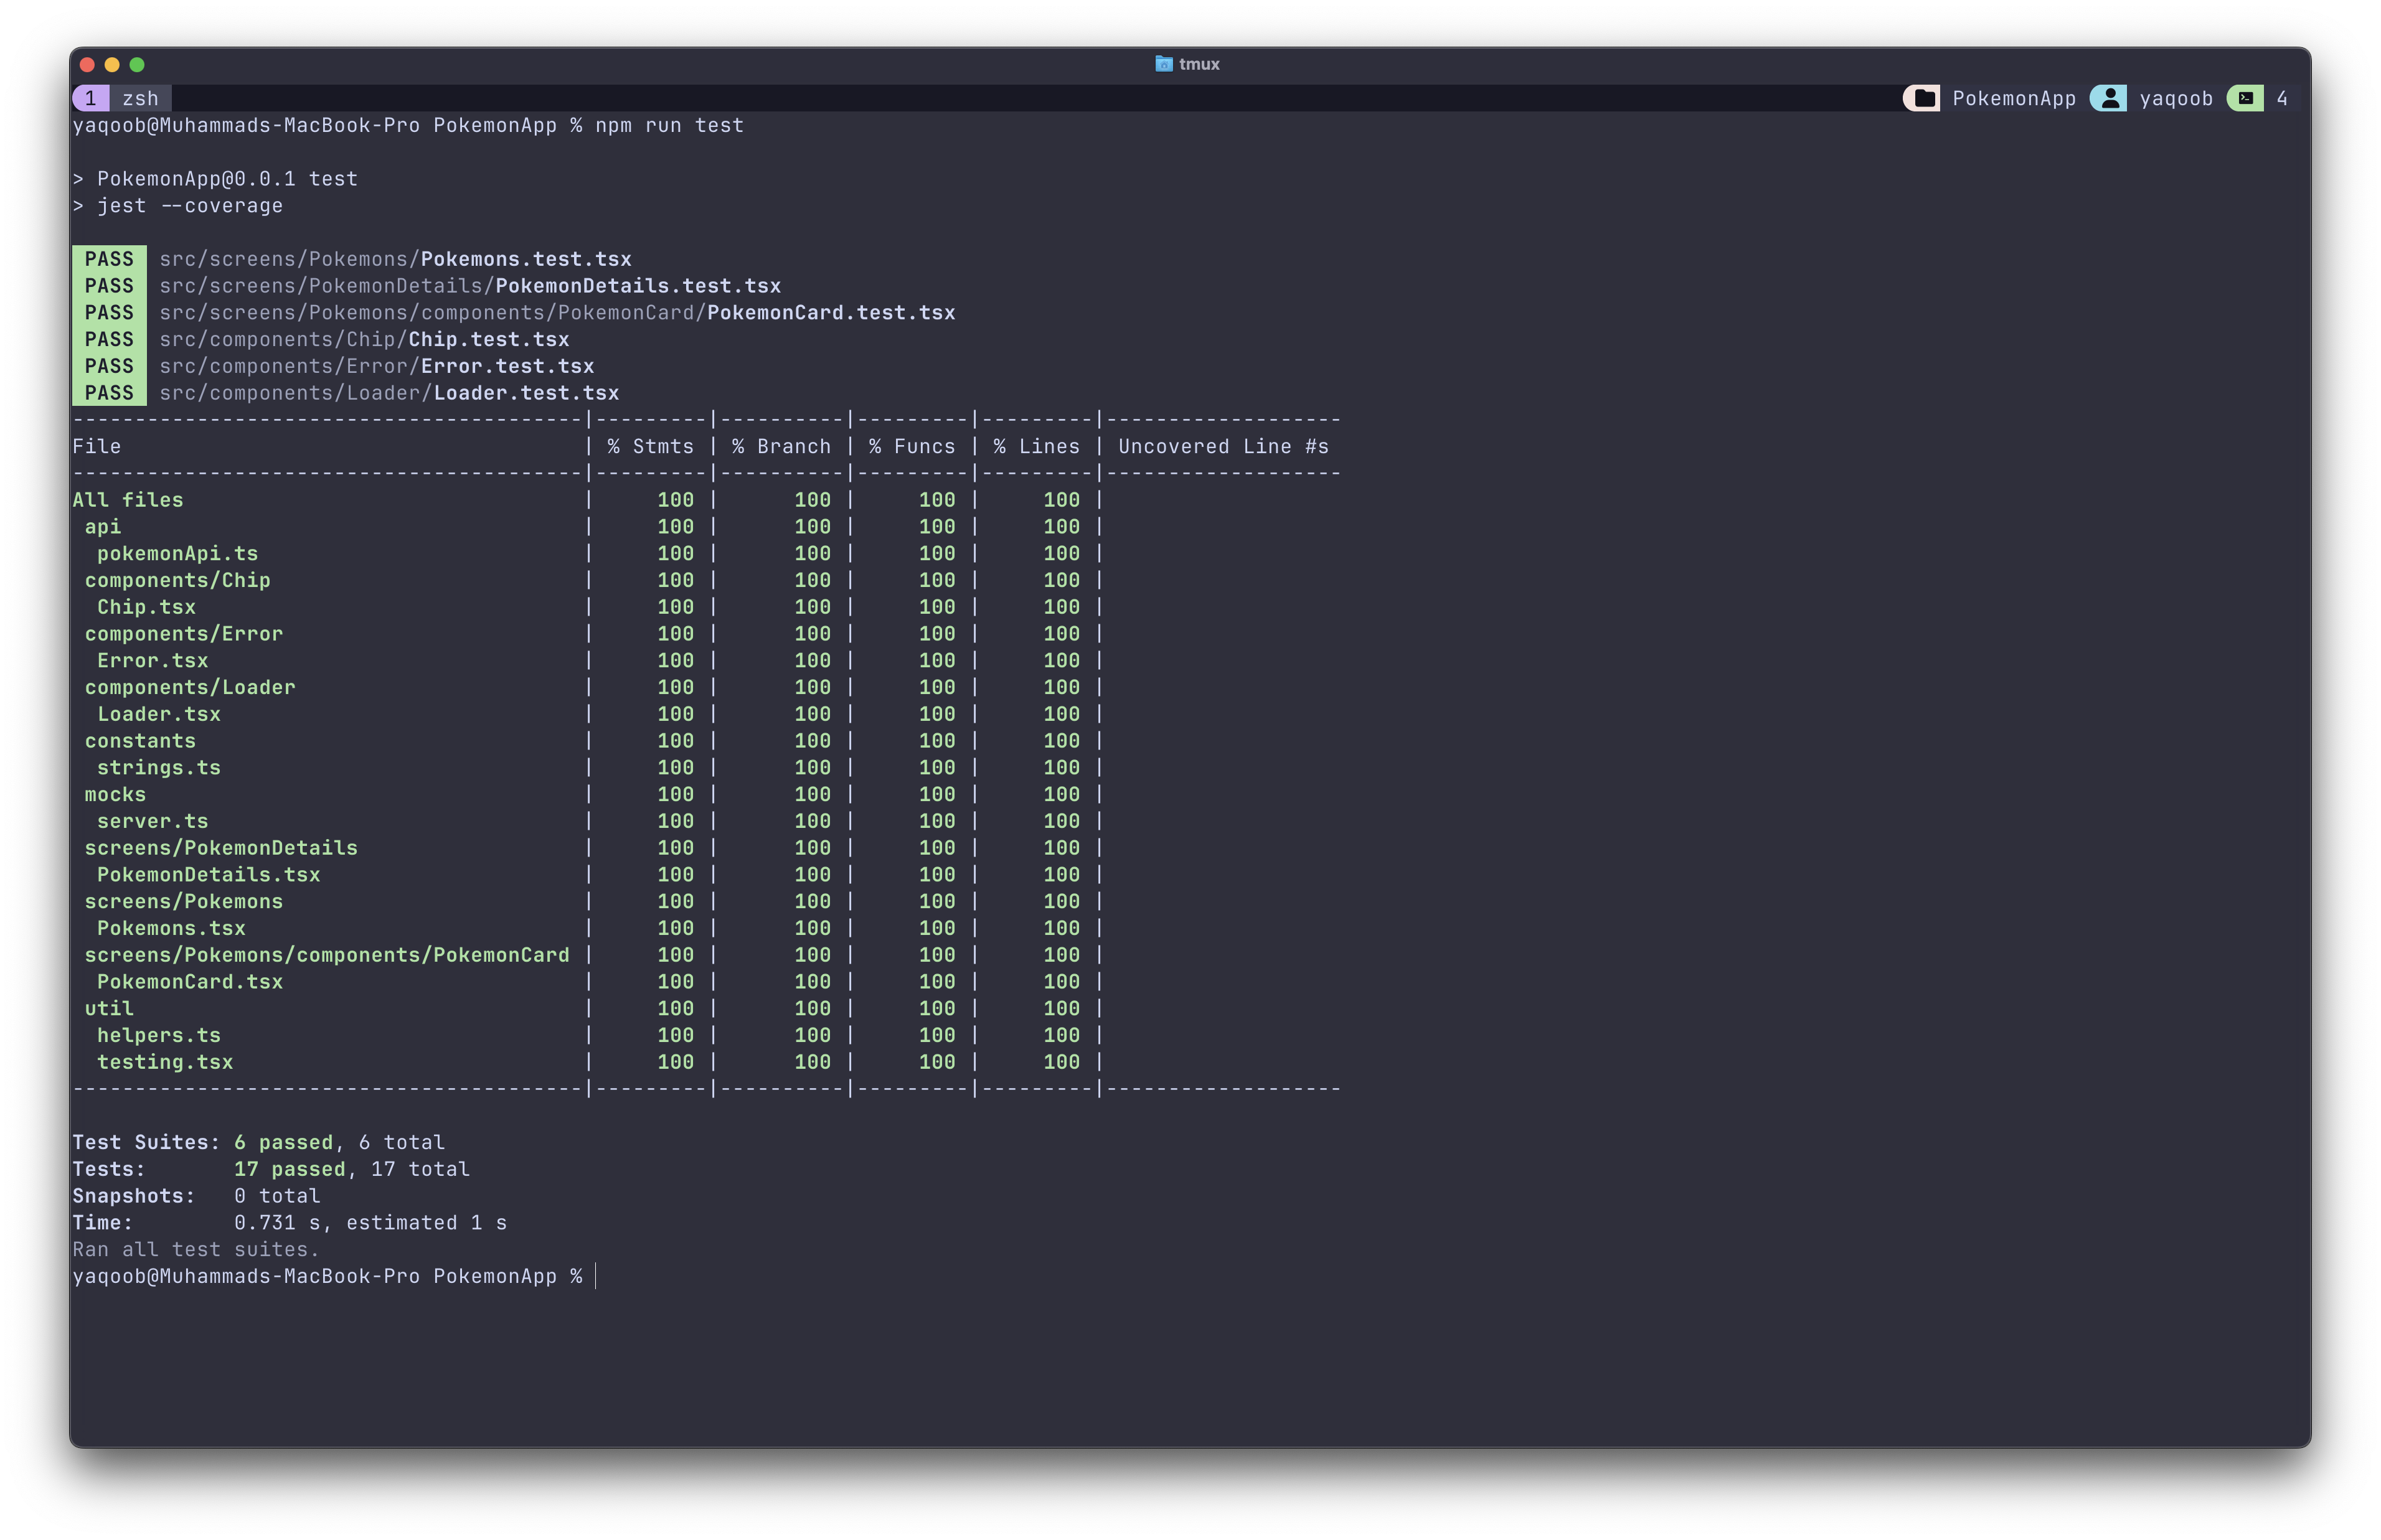 tmux
1 zsh PokemonApp yaqoob 4
yaqoob@Muhammads-MacBook-Pro PokemonApp % npm run test
> PokemonApp@0.0.1 test
> jest --coverage
PASS src/screens/Pokemons/Pokemons.test.tsx
PASS src/screens/PokemonDetails/PokemonDetails.test.tsx
PASS src/screens/Pokemons/components/PokemonCard/PokemonCard.test.tsx
PASS src/components/Chip/Chip.test.tsx
PASS src/components/Error/Error.test.tsx
PASS src/components/Loader/Loader.test.tsx
-----------------------------------------|---------|----------|---------|---------|-------------------
File                                     | % Stmts | % Branch | % Funcs | % Lines | Uncovered Line #s
-----------------------------------------|---------|----------|---------|---------|-------------------
All files                                |     100 |      100 |     100 |     100 |
 api                                     |     100 |      100 |     100 |     100 |
  pokemonApi.ts                          |     100 |      100 |     100 |     100 |
 components/Chip                         |     100 |      100 |     100 |     100 |
  Chip.tsx                               |     100 |      100 |     100 |     100 |
 components/Error                        |     100 |      100 |     100 |     100 |
  Error.tsx                              |     100 |      100 |     100 |     100 |
 components/Loader                       |     100 |      100 |     100 |     100 |
  Loader.tsx                             |     100 |      100 |     100 |     100 |
 constants                               |     100 |      100 |     100 |     100 |
  strings.ts                             |     100 |      100 |     100 |     100 |
 mocks                                   |     100 |      100 |     100 |     100 |
  server.ts                              |     100 |      100 |     100 |     100 |
 screens/PokemonDetails                  |     100 |      100 |     100 |     100 |
  PokemonDetails.tsx                     |     100 |      100 |     100 |     100 |
 screens/Pokemons                        |     100 |      100 |     100 |     100 |
  Pokemons.tsx                           |     100 |      100 |     100 |     100 |
 screens/Pokemons/components/PokemonCard |     100 |      100 |     100 |     100 |
  PokemonCard.tsx                        |     100 |      100 |     100 |     100 |
 util                                    |     100 |      100 |     100 |     100 |
  helpers.ts                             |     100 |      100 |     100 |     100 |
  testing.tsx                            |     100 |      100 |     100 |     100 |
-----------------------------------------|---------|----------|---------|---------|-------------------
Test Suites: 6 passed, 6 total
Tests:       17 passed, 17 total
Snapshots:   0 total
Time:        0.731 s, estimated 1 s
Ran all test suites.
yaqoob@Muhammads-MacBook-Pro PokemonApp %